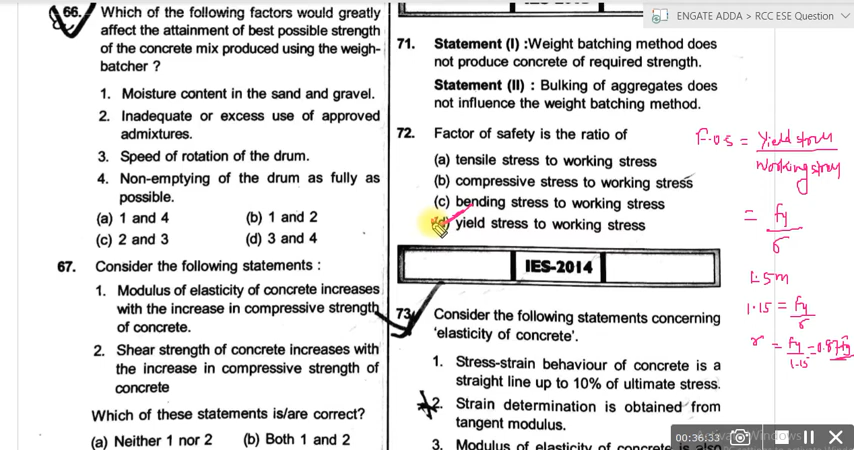 66. Which of the following factors would greatly
affect the attainment of best possible strength
of the concrete mix produced using the weigh-
batcher ?
1. Moisture content in the sand and gravel.
2. Inadequate or excess use of approved
admixtures.
3. Speed of rotation of the drum.
4. Non-emptying of the drum as fully as
possible.
(a) 1 and 4 (b) 1 and 2
(c) 2 and 3 (d) 3 and 4
67. Consider the following statements :
1. Modulus of elasticity of concrete increases
with the increase in compressive strength
of concrete.
2. Shear strength of concrete increases with
the increase in compressive strength of
concrete
Which of these statements is/are correct?
(a) Neither 1 nor 2 (b) Both 1 and 2
ENGATE ADDA > RCC ESE Question
71. Statement (I) :Weight batching method does
not produce concrete of required strength.
Statement (II) : Bulking of aggregates does
not influence the weight batching method.
72. Factor of safety is the ratio of
(a) tensile stress to working stress
(b) compressive stress to working stress
(c) bending stress to working stress
yield stress to working stress
IES-2014
73. Consider the following statements concerning
'elasticity of concrete'.
1. Stress-strain behaviour of concrete is a
straight line up to 10% of ultimate stress.
2. Strain determination is obtained from
tangent modulus.
3. Modulus of elasticity of concrete is also
F.O.S = Yield stress
Working stress
= fy
σ
1.15 = fy
σ
σ = fy = 0.87fy
1.15
00:36:33